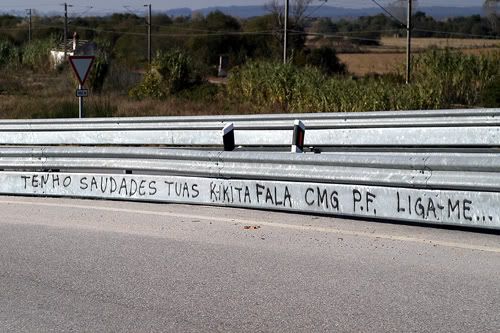 TENHO SAUDADES TUAS KIKITA FALA CMG P.F, LIGA-ME...